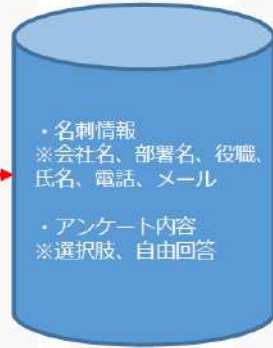 ・名刺情報
※会社名、部署名、役職、
氏名、電話、メール
・アンケート内容
※選択肢、自由回答